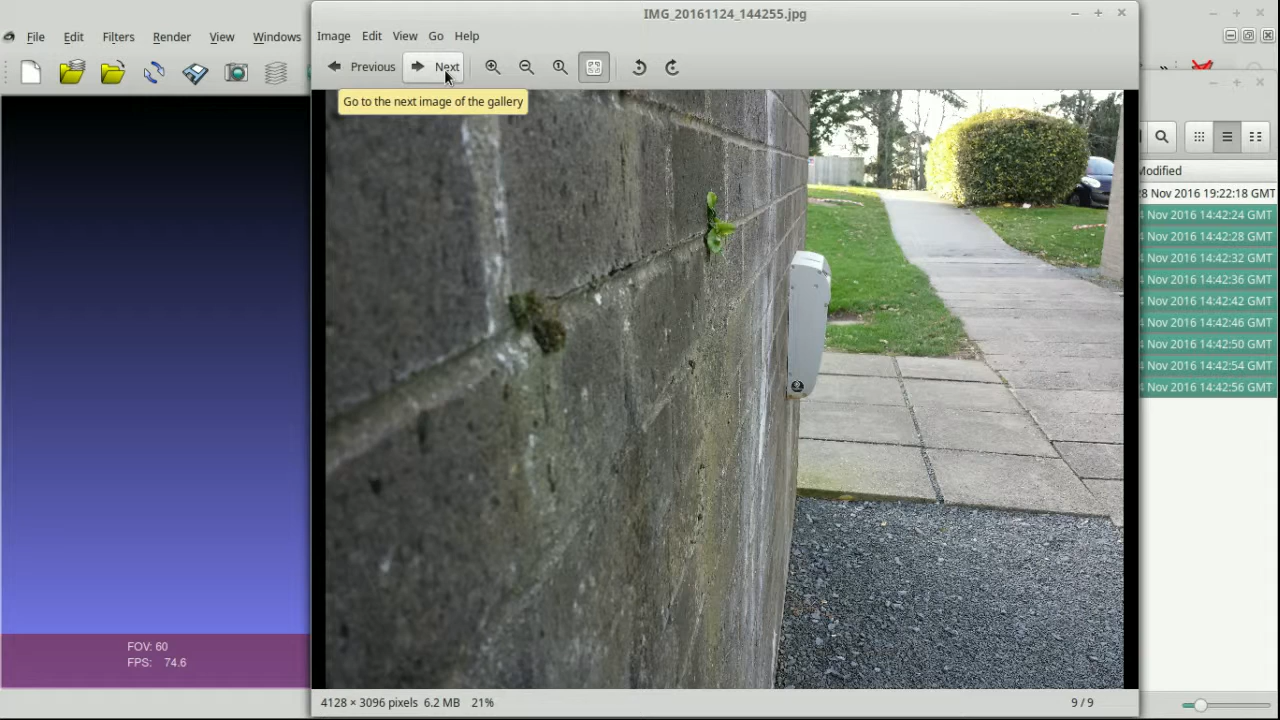 IMG_20161124_144255.jpg
File Edit Filters Render View Windows
Image Edit View Go Help
Previous Next
Go to the next image of the gallery
Modified
8 Nov 2016 19:22:18 GMT
Nov 2016 14:42:24 GMT
Nov 2016 14:42:28 GMT
Nov 2016 14:42:32 GMT
Nov 2016 14:42:36 GMT
Nov 2016 14:42:42 GMT
Nov 2016 14:42:46 GMT
Nov 2016 14:42:50 GMT
Nov 2016 14:42:54 GMT
Nov 2016 14:42:56 GMT
FOV: 60
FPS: 74.6
4128 × 3096 pixels 6.2 MB 21%
9 / 9